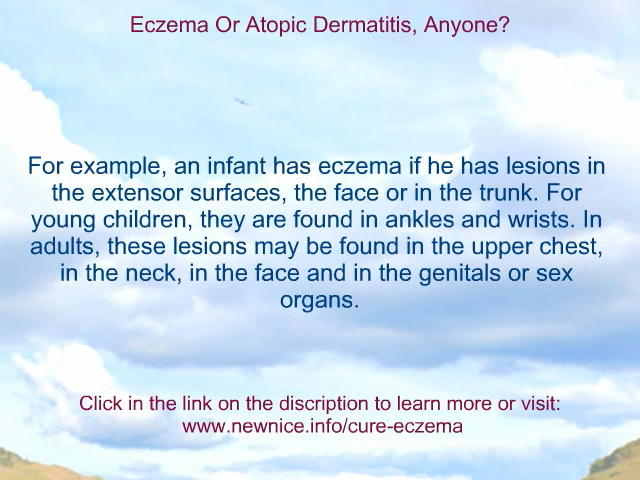 Eczema Or Atopic Dermatitis, Anyone?
For example, an infant has eczema if he has lesions in
the extensor surfaces, the face or in the trunk. For
young children, they are found in ankles and wrists. In
adults, these lesions may be found in the upper chest,
in the neck, in the face and in the genitals or sex
organs.
Click in the link on the discription to learn more or visit:
www.newnice.info/cure-eczema